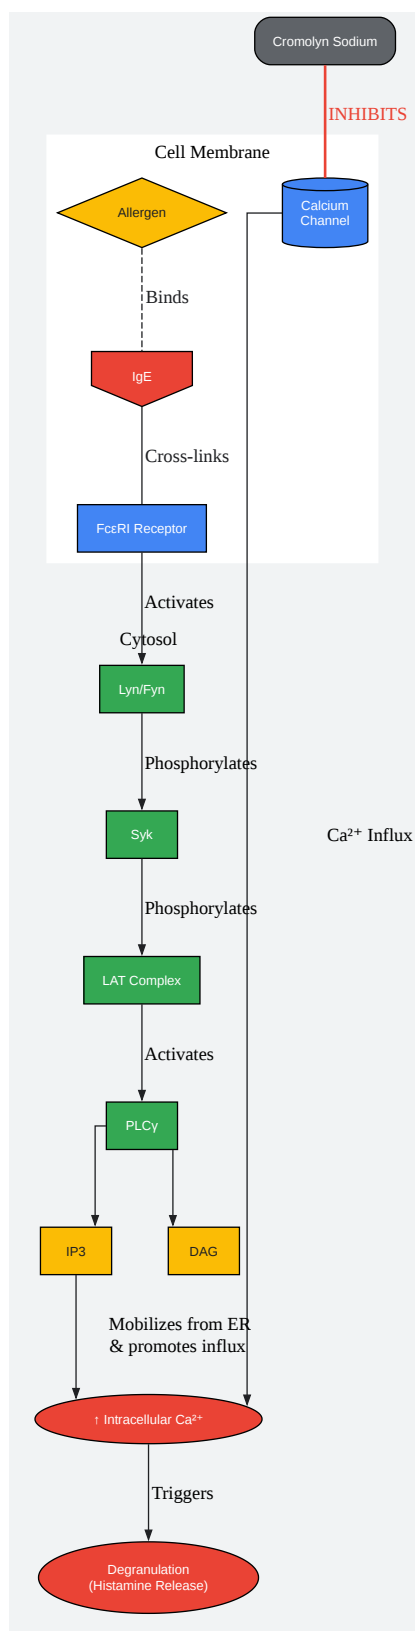 Cromolyn Sodium
INHIBITS
Cell Membrane
Allergen
Calcium
Channel
Binds
IgE
Cross-links
FcεRI Receptor
Activates
Cytosol
Lyn/Fyn
Phosphorylates
Syk
Ca²⁺ Influx
Phosphorylates
LAT Complex
Activates
PLCγ
IP3
DAG
Mobilizes from ER
& promotes influx
↑ Intracellular Ca²⁺
Triggers
Degranulation
(Histamine Release)